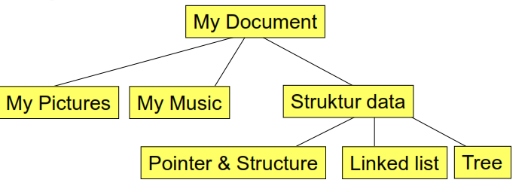 My Document
My Pictures
My Music
Struktur data
Pointer & Structure
Linked list
Tree